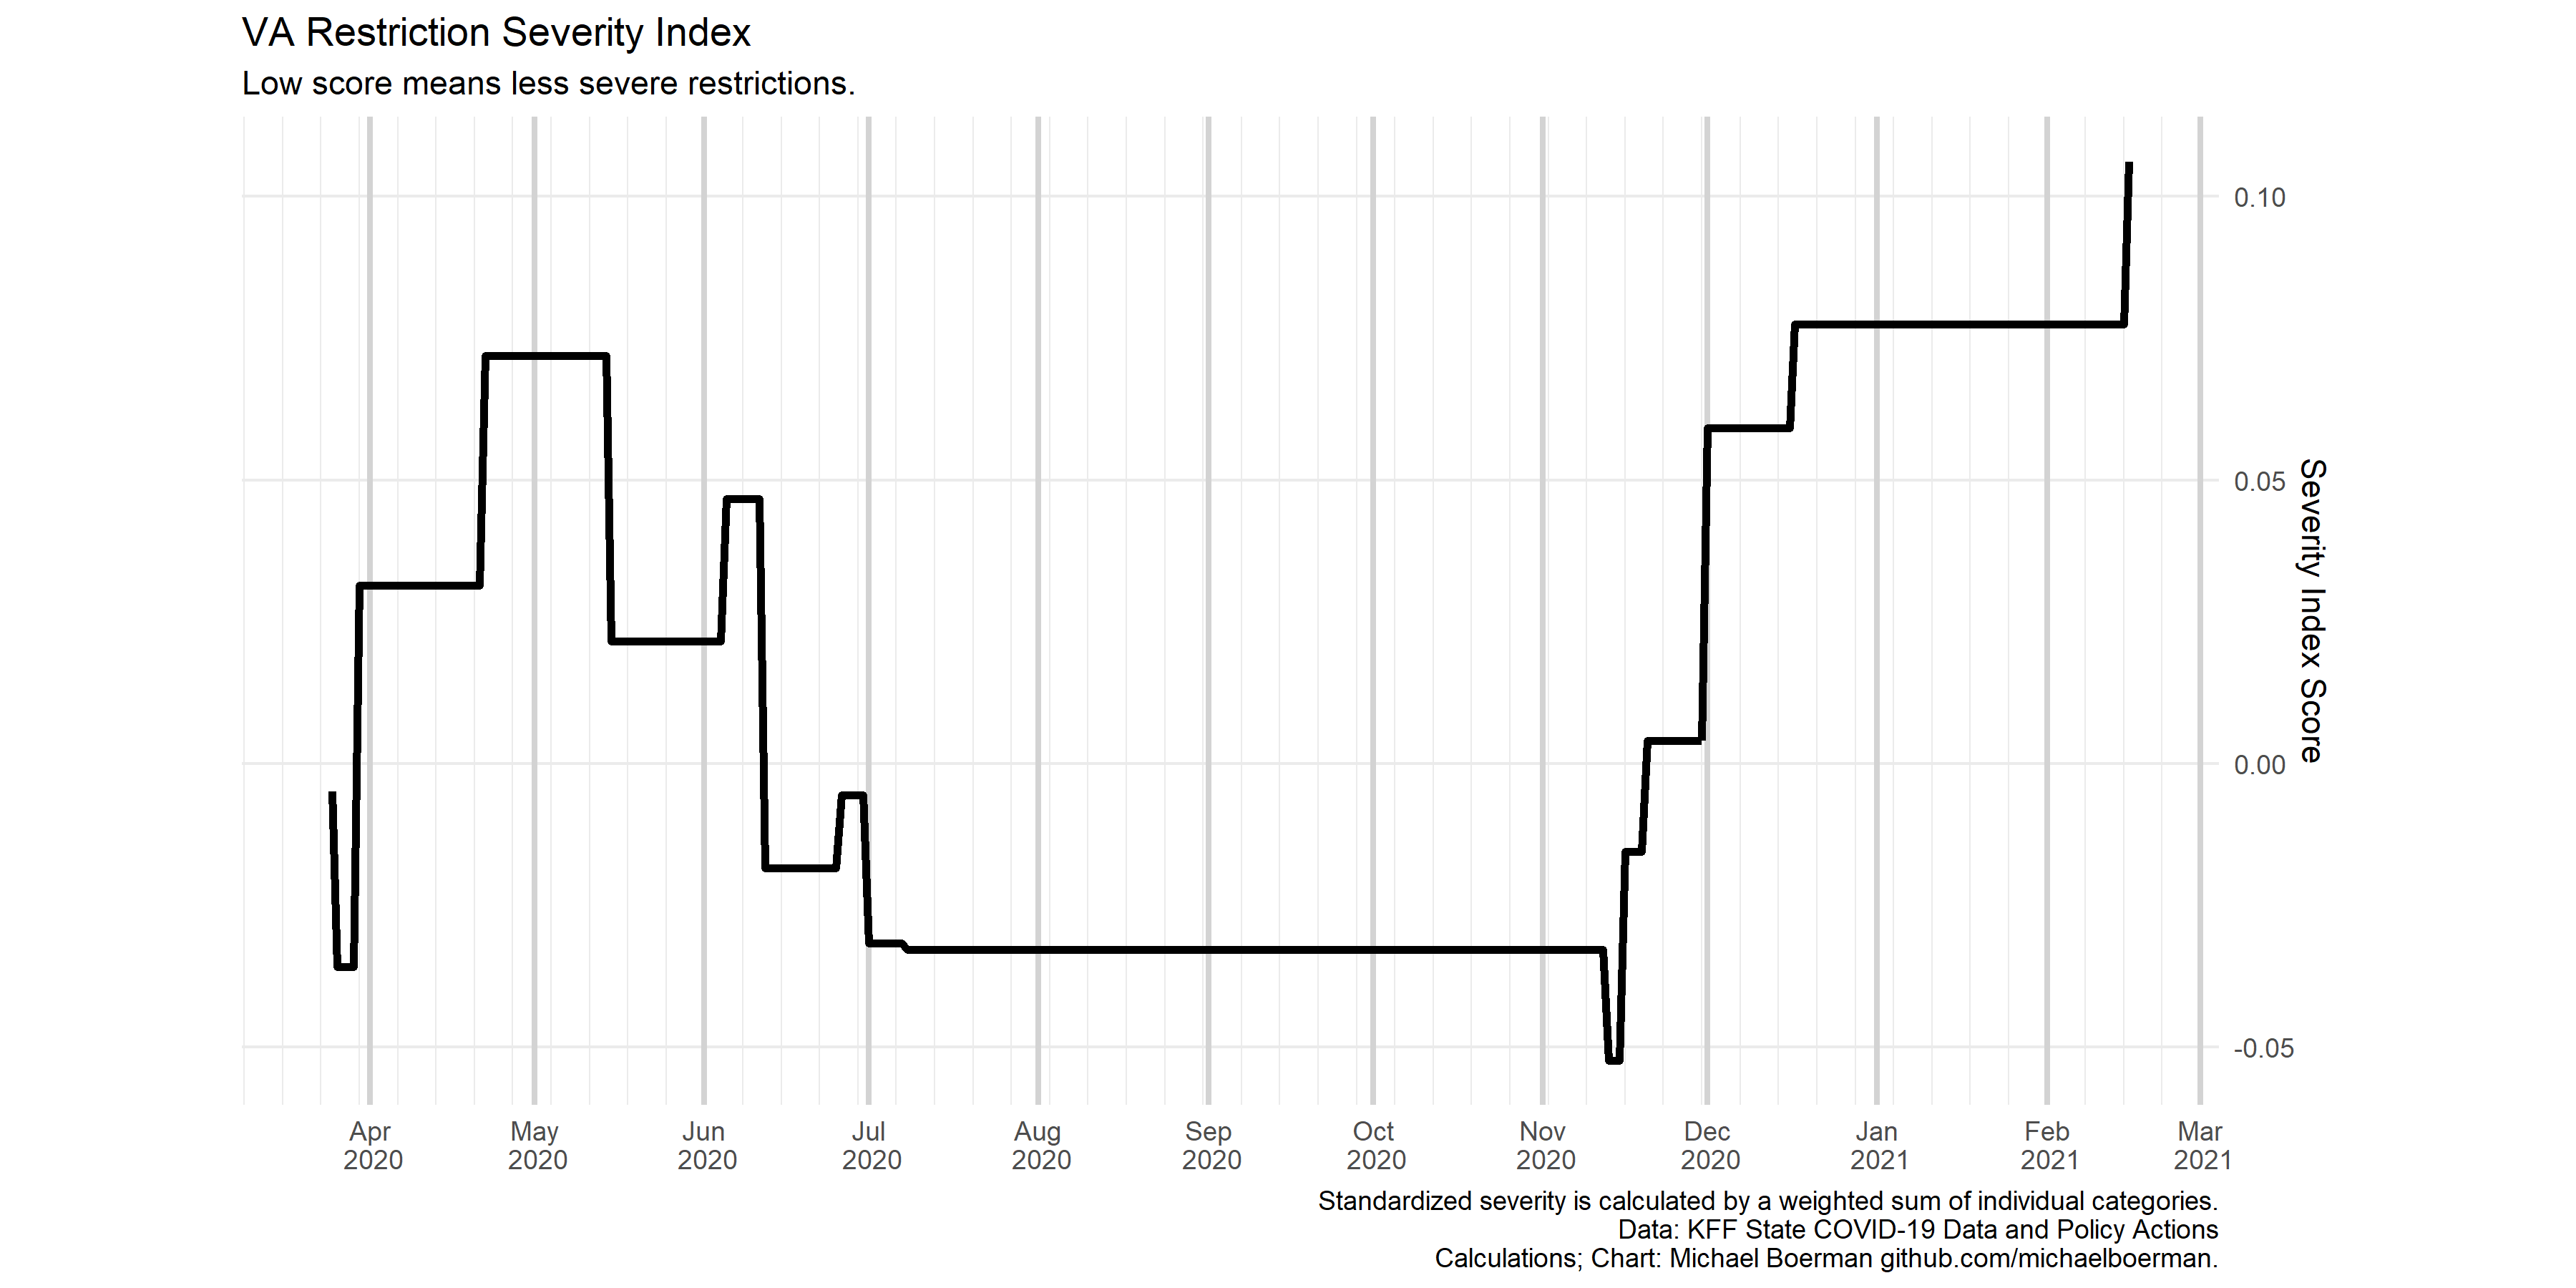 VA Restriction Severity Index
Low score means less severe restrictions.
0.10
0.05
0.00
-0.05
Severity Index Score
Apr 2020
May 2020
Jun 2020
Jul 2020
Aug 2020
Sep 2020
Oct 2020
Nov 2020
Dec 2020
Jan 2021
Feb 2021
Mar 2021
Standardized severity is calculated by a weighted sum of individual categories.
Data: KFF State COVID-19 Data and Policy Actions
Calculations; Chart: Michael Boerman github.com/michaelboerman.